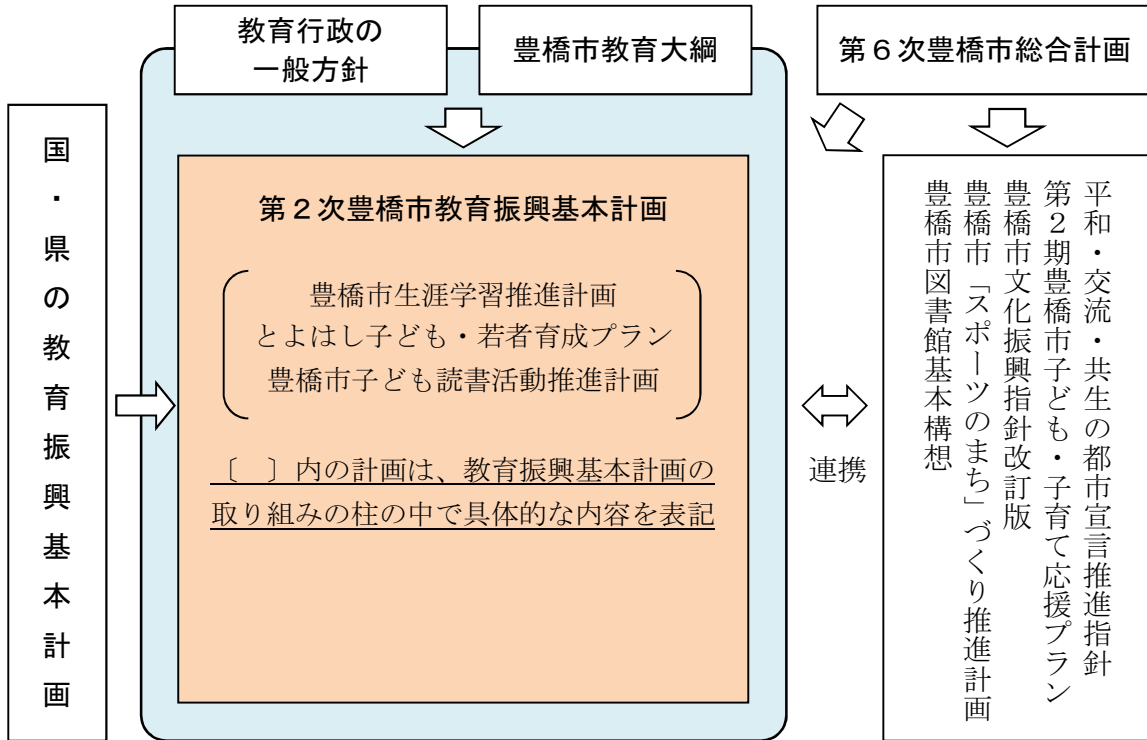 教育行政の
一般方針
豊橋市教育大綱
第６次豊橋市総合計画
国・県の教育振興基本計画
第２次豊橋市教育振興基本計画
豊橋市生涯学習推進計画
とよはし子ども・若者育成プラン
豊橋市子ども読書活動推進計画
〔　〕内の計画は、教育振興基本計画の
取り組みの柱の中で具体的な内容を表記
連携
平和・交流・共生の都市宣言推進指針
第２期豊橋市子ども・子育て応援プラン
豊橋市文化振興指針改訂版
豊橋市「スポーツのまち」づくり推進計画
豊橋市図書館基本構想